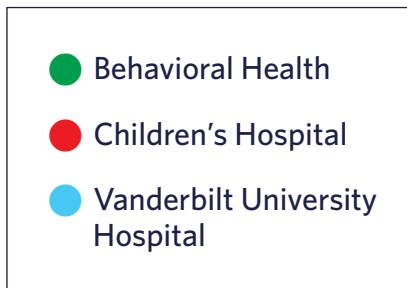 Behavioral Health
Children’s Hospital
Vanderbilt University
Hospital